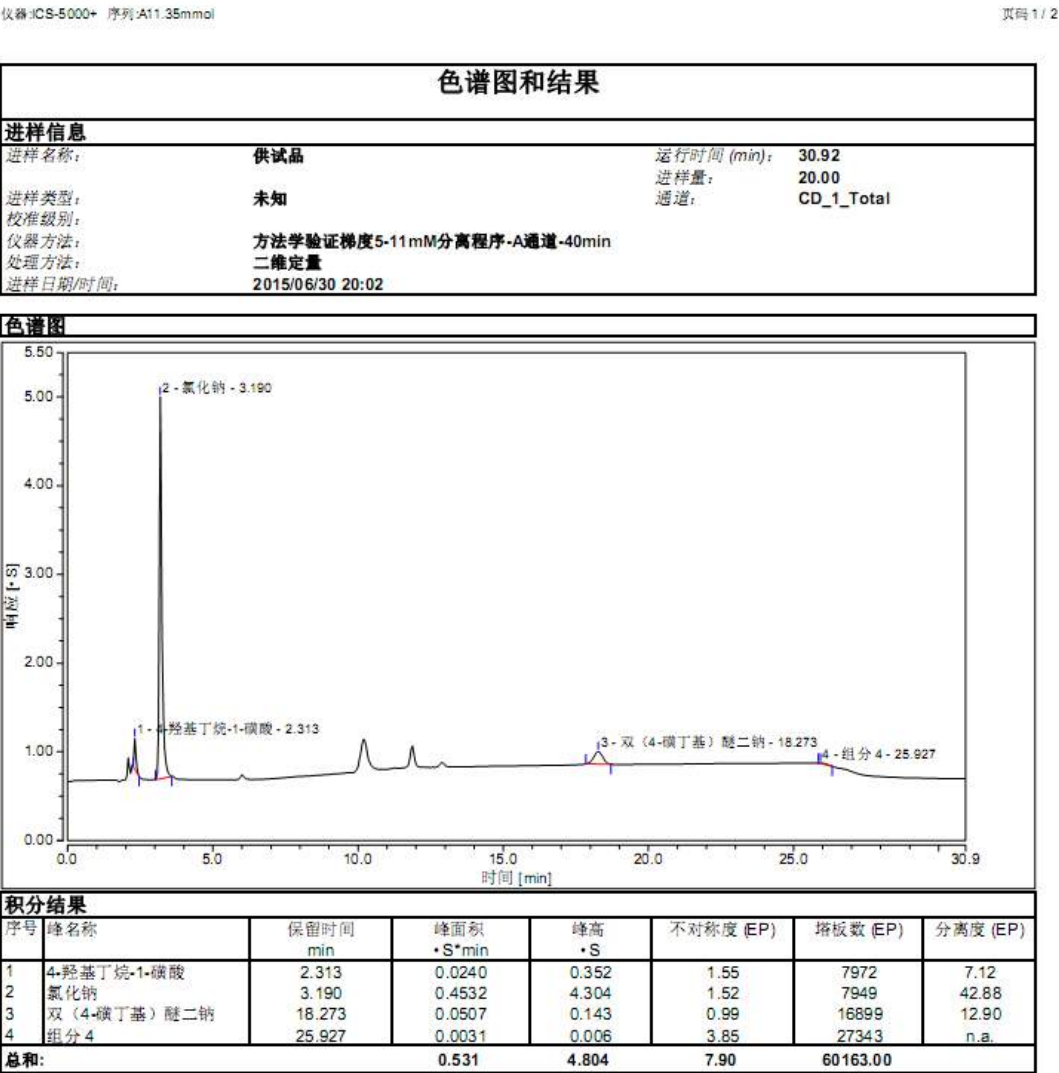 仪器:ICS-5000+ 序列:A11.35mmol
页码 1 / 2
色谱图和结果
进样信息
进样名称: 供试品 运行时间 (min): 30.92
进样量: 20.00
进样类型: 未知 通道: CD_1_Total
校准级别:
仪器方法: 方法学验证梯度5-11mM分离程序-A通道-40min
处理方法: 二维定量
进样日期/时间: 2015/06/30 20:02
色谱图
5.50
5.00
4.00
3.00
2.00
1.00
0.00
响应 [• S]
2 - 氯化钠 - 3.190
1 - 4-羟基丁烷-1-磺酸 - 2.313
3 - 双(4-磺丁基)醚二钠 - 18.273
4 - 组分 4 - 25.927
0.0 5.0 10.0 15.0 20.0 25.0 30.9
时间 [min]
积分结果
序号 峰名称 保留时间 峰面积 峰高 不对称度 (EP) 塔板数 (EP) 分离度 (EP)
min • S*min • S
1 4-羟基丁烷-1-磺酸 2.313 0.0240 0.352 1.55 7972 7.12
2 氯化钠 3.190 0.4532 4.304 1.52 7949 42.88
3 双(4-磺丁基)醚二钠 18.273 0.0507 0.143 0.99 16899 12.90
4 组分 4 25.927 0.0031 0.006 3.85 27343 n.a.
总和: 0.531 4.804 7.90 60163.00